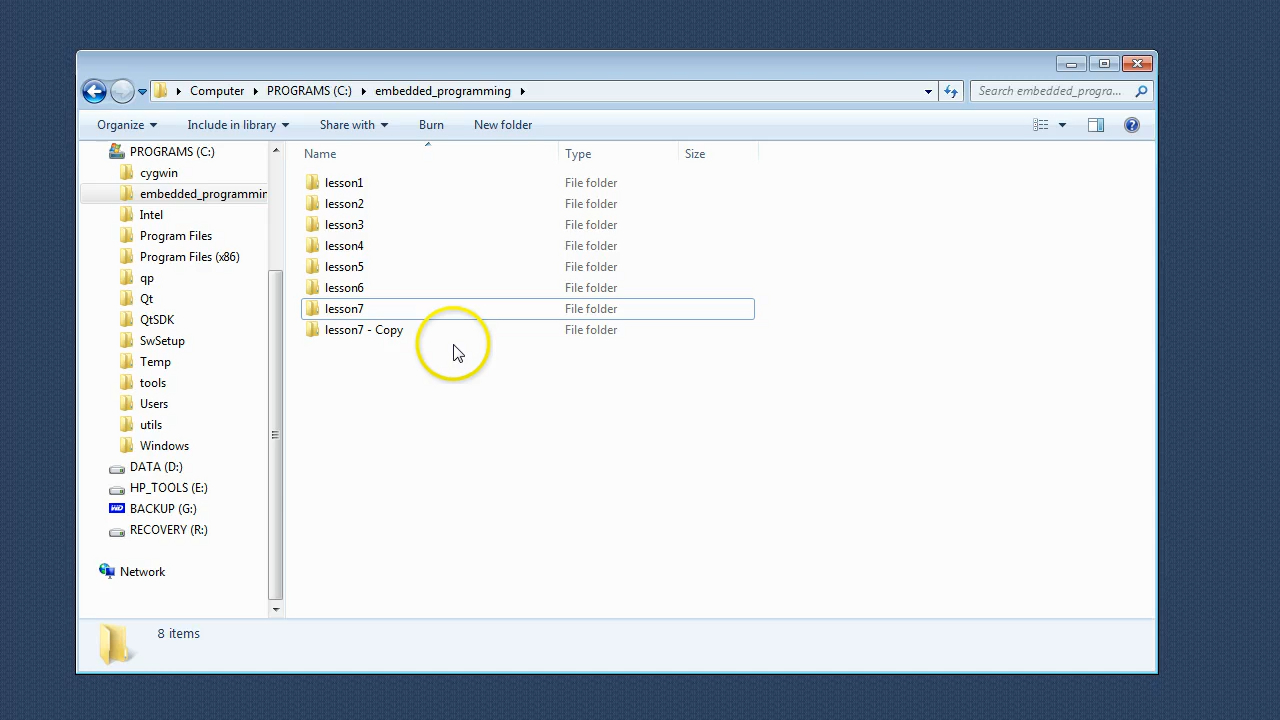 Computer PROGRAMS (C:) embedded_programming
Search embedded_progra...
Organize Include in library Share with Burn New folder
PROGRAMS (C:)
cygwin
embedded_programmin
Intel
Program Files
Program Files (x86)
qp
Qt
QtSDK
SwSetup
Temp
tools
Users
utils
Windows
DATA (D:)
HP_TOOLS (E:)
WD BACKUP (G:)
RECOVERY (R:)
Network
Name Type Size
lesson1 File folder
lesson2 File folder
lesson3 File folder
lesson4 File folder
lesson5 File folder
lesson6 File folder
lesson7 File folder
lesson7 - Copy File folder
8 items